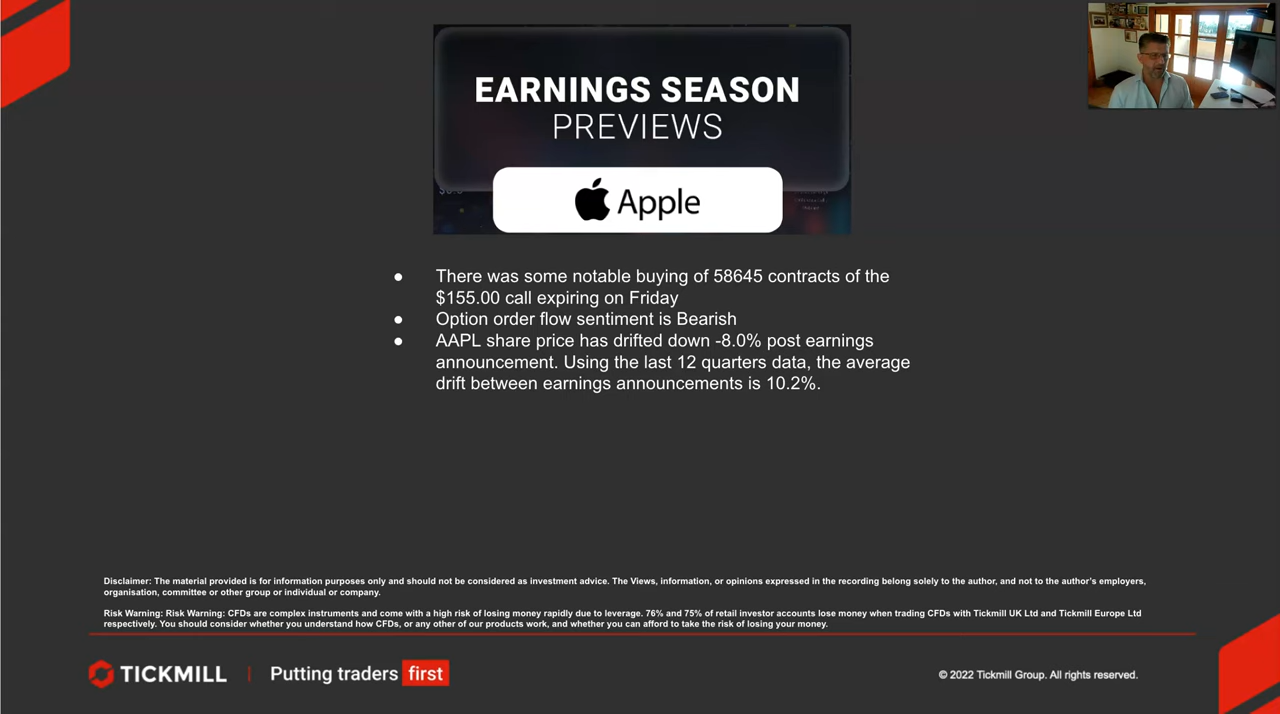 EARNINGS SEASON
PREVIEWS
Apple
● There was some notable buying of 58645 contracts of the
$155.00 call expiring on Friday
● Option order flow sentiment is Bearish
● AAPL share price has drifted down -8.0% post earnings
announcement. Using the last 12 quarters data, the average
drift between earnings announcements is 10.2%.
Disclaimer: The material provided is for information purposes only and should not be considered as investment advice. The Views, information, or opinions expressed in the recording belong solely to the author, and not to the author's employers,
organisation, committee or other group or individual or company.
Risk Warning: Risk Warning: CFDs are complex instruments and come with a high risk of losing money rapidly due to leverage. 76% and 75% of retail investor accounts lose money when trading CFDs with Tickmill UK Ltd and Tickmill Europe Ltd
respectively. You should consider whether you understand how CFDs, or any other of our products work, and whether you can afford to take the risk of losing your money.
TICKMILL | Putting traders first
© 2022 Tickmill Group. All rights reserved.